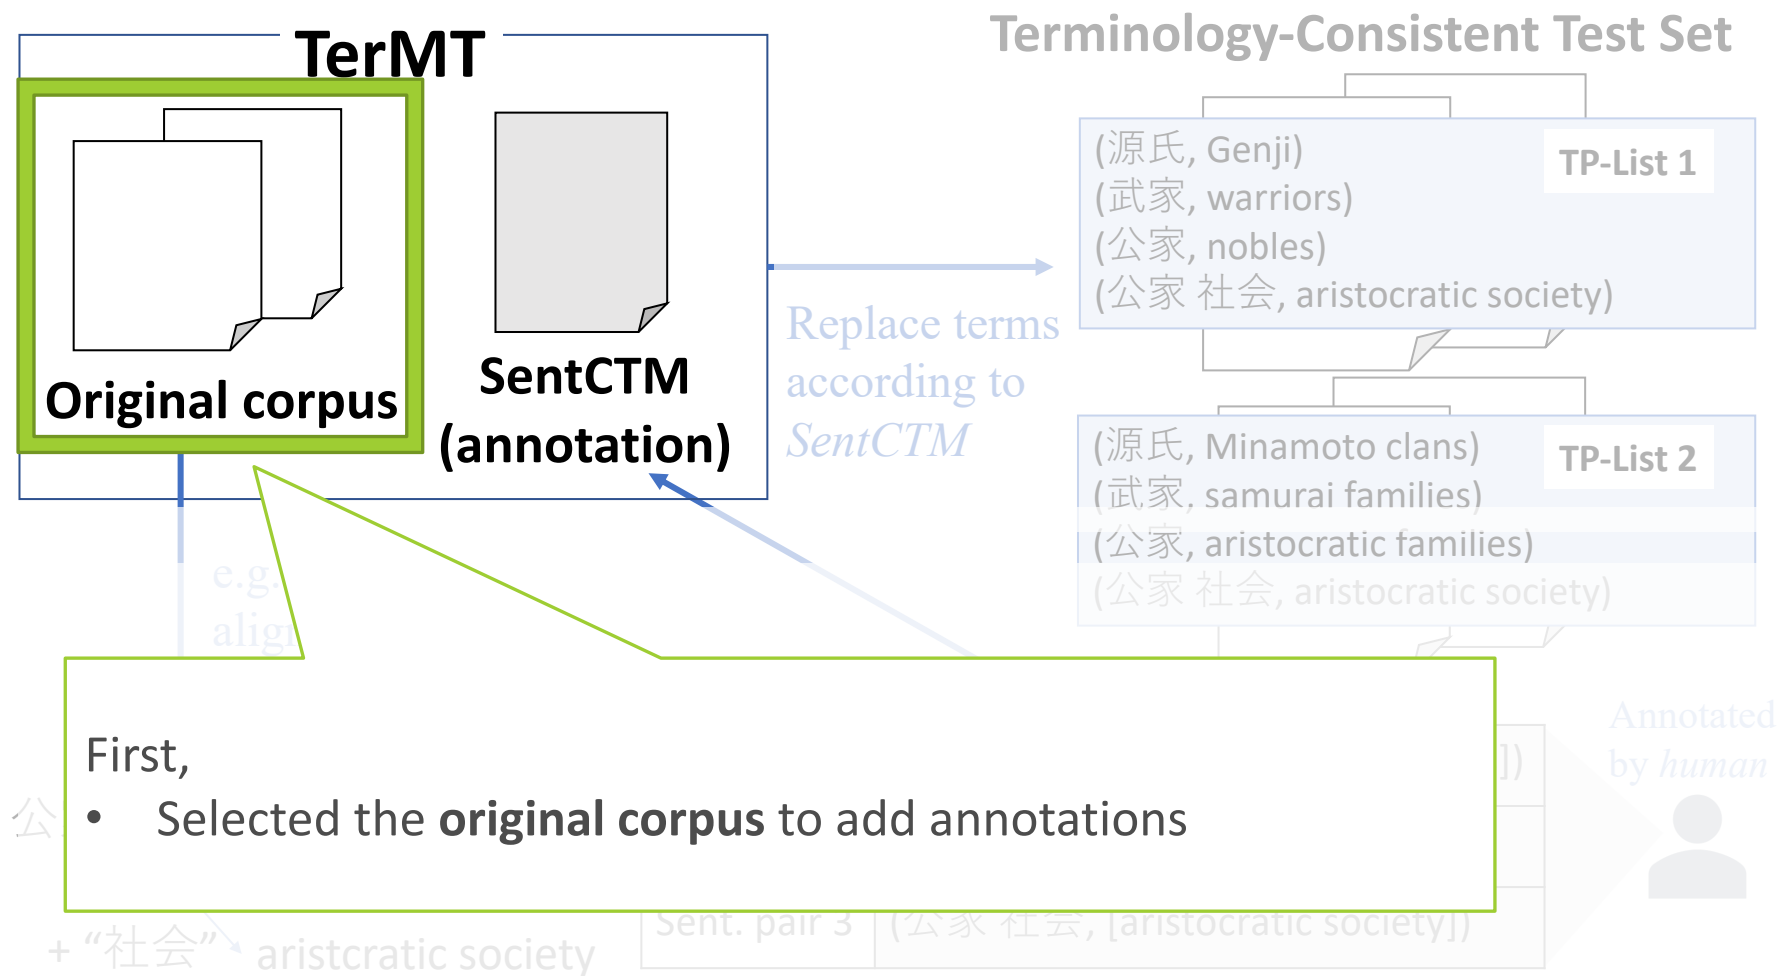 TerMT
Original corpus
SentCTM
(annotation)
Replace terms
according to
SentCTM
Terminology-Consistent Test Set
TP-List 1
(源氏, Genji)
(武家, warriors)
(公家, nobles)
(公家 社会, aristocratic society)
TP-List 2
(源氏, Minamoto clans)
(武家, samurai families)
(公家, aristocratic families)
(公家 社会, aristocratic society)
e.g.
First,
• Selected the original corpus to add annotations
])
Annotated
by human
Sent. pair 3
(公家 社会, [aristocratic society])
+ “社会”
aristcratic society